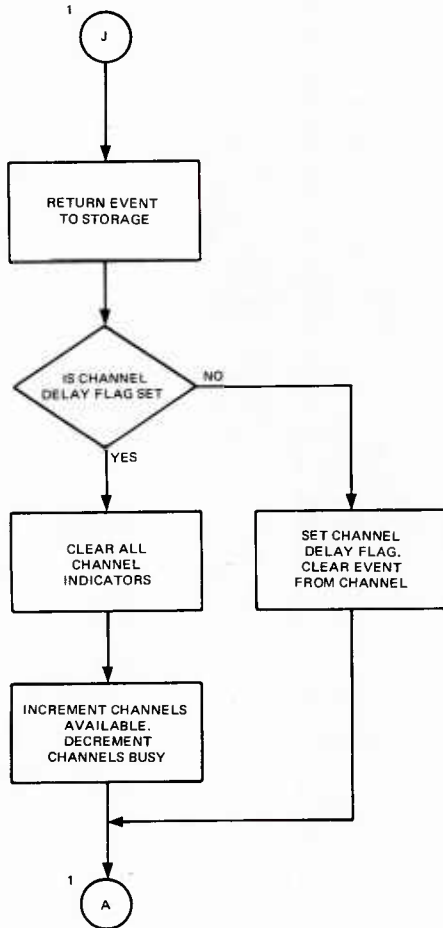 1
J
RETURN EVENT
TO STORAGE
IS CHANNEL
DELAY FLAG SET
NO
YES
CLEAR ALL
CHANNEL
INDICATORS
SET CHANNEL
DELAY FLAG.
CLEAR EVENT
FROM CHANNEL
INCREMENT CHANNELS
AVAILABLE.
DECREMENT
CHANNELS BUSY
1
A